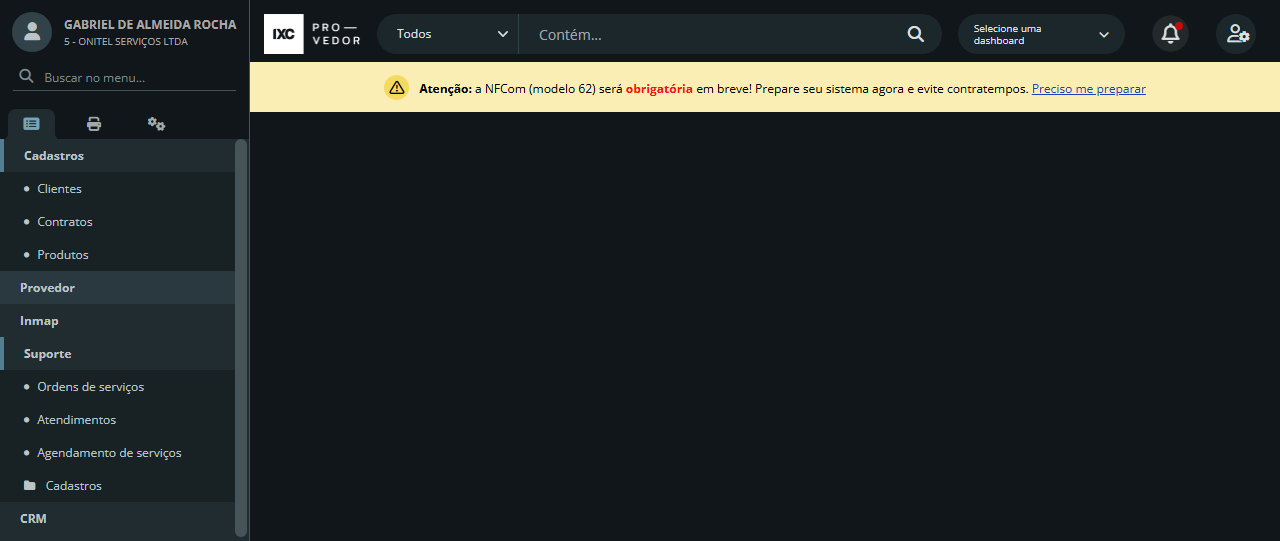 GABRIEL DE ALMEIDA ROCHA
5 - ONITEL SERVIÇOS LTDA
Buscar no menu...
Cadastros
Clientes
Contratos
Produtos
Provedor
Inmap
Suporte
Ordens de serviços
Atendimentos
Agendamento de serviços
Cadastros
CRM
IXC
PRO—
VEDOR
Todos
Contém...
Selecione uma
dashboard
Atenção: a NFCom (modelo 62) será obrigatória em breve! Prepare seu sistema agora e evite contratempos. Preciso me preparar